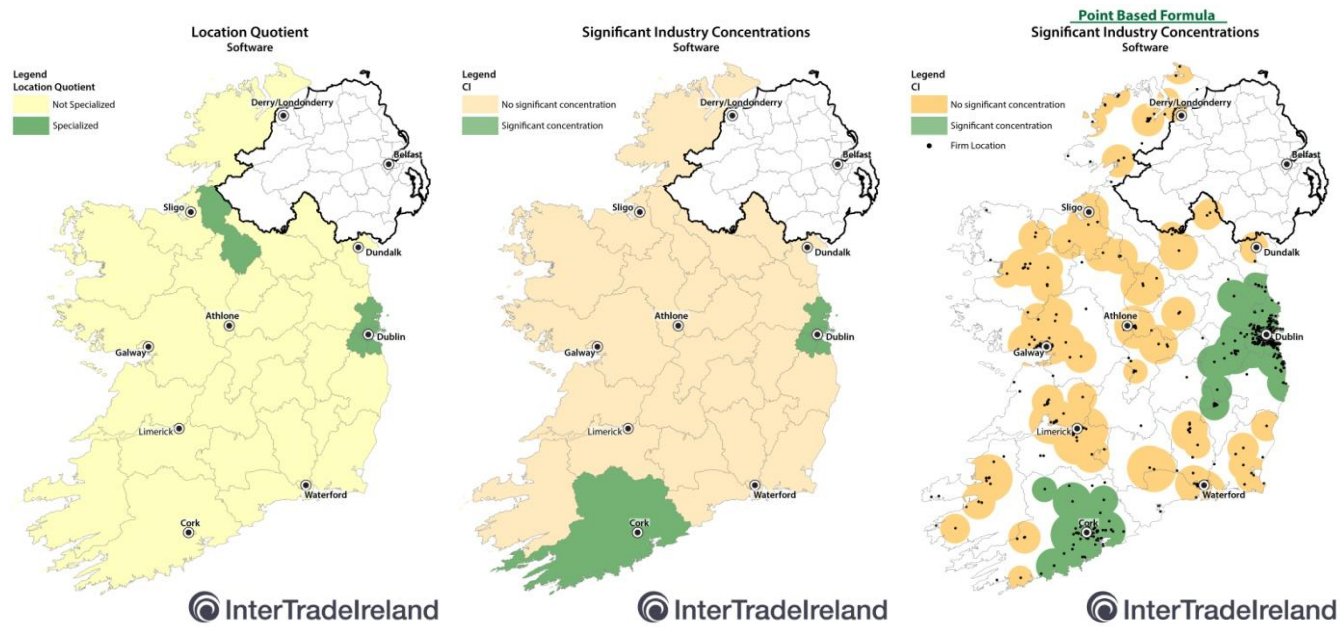 Location Quotient
Software
Legend
Location Quotient
Not Specialized
Specialized
Derry/Londonderry
Belfast
Sligo
Dundalk
Athlone
Dublin
Galway
Limerick
Waterford
Cork
InterTradeIreland
Significant Industry Concentrations
Software
Legend
CI
No significant concentration
Significant concentration
Derry/Londonderry
Belfast
Sligo
Dundalk
Athlone
Dublin
Galway
Limerick
Waterford
Cork
InterTradeIreland
Point Based Formula
Significant Industry Concentrations
Software
Legend
CI
No significant concentration
Significant concentration
Firm Location
Derry/Londonderry
Belfast
Sligo
Dundalk
Athlone
Dublin
Galway
Limerick
Waterford
Cork
InterTradeIreland